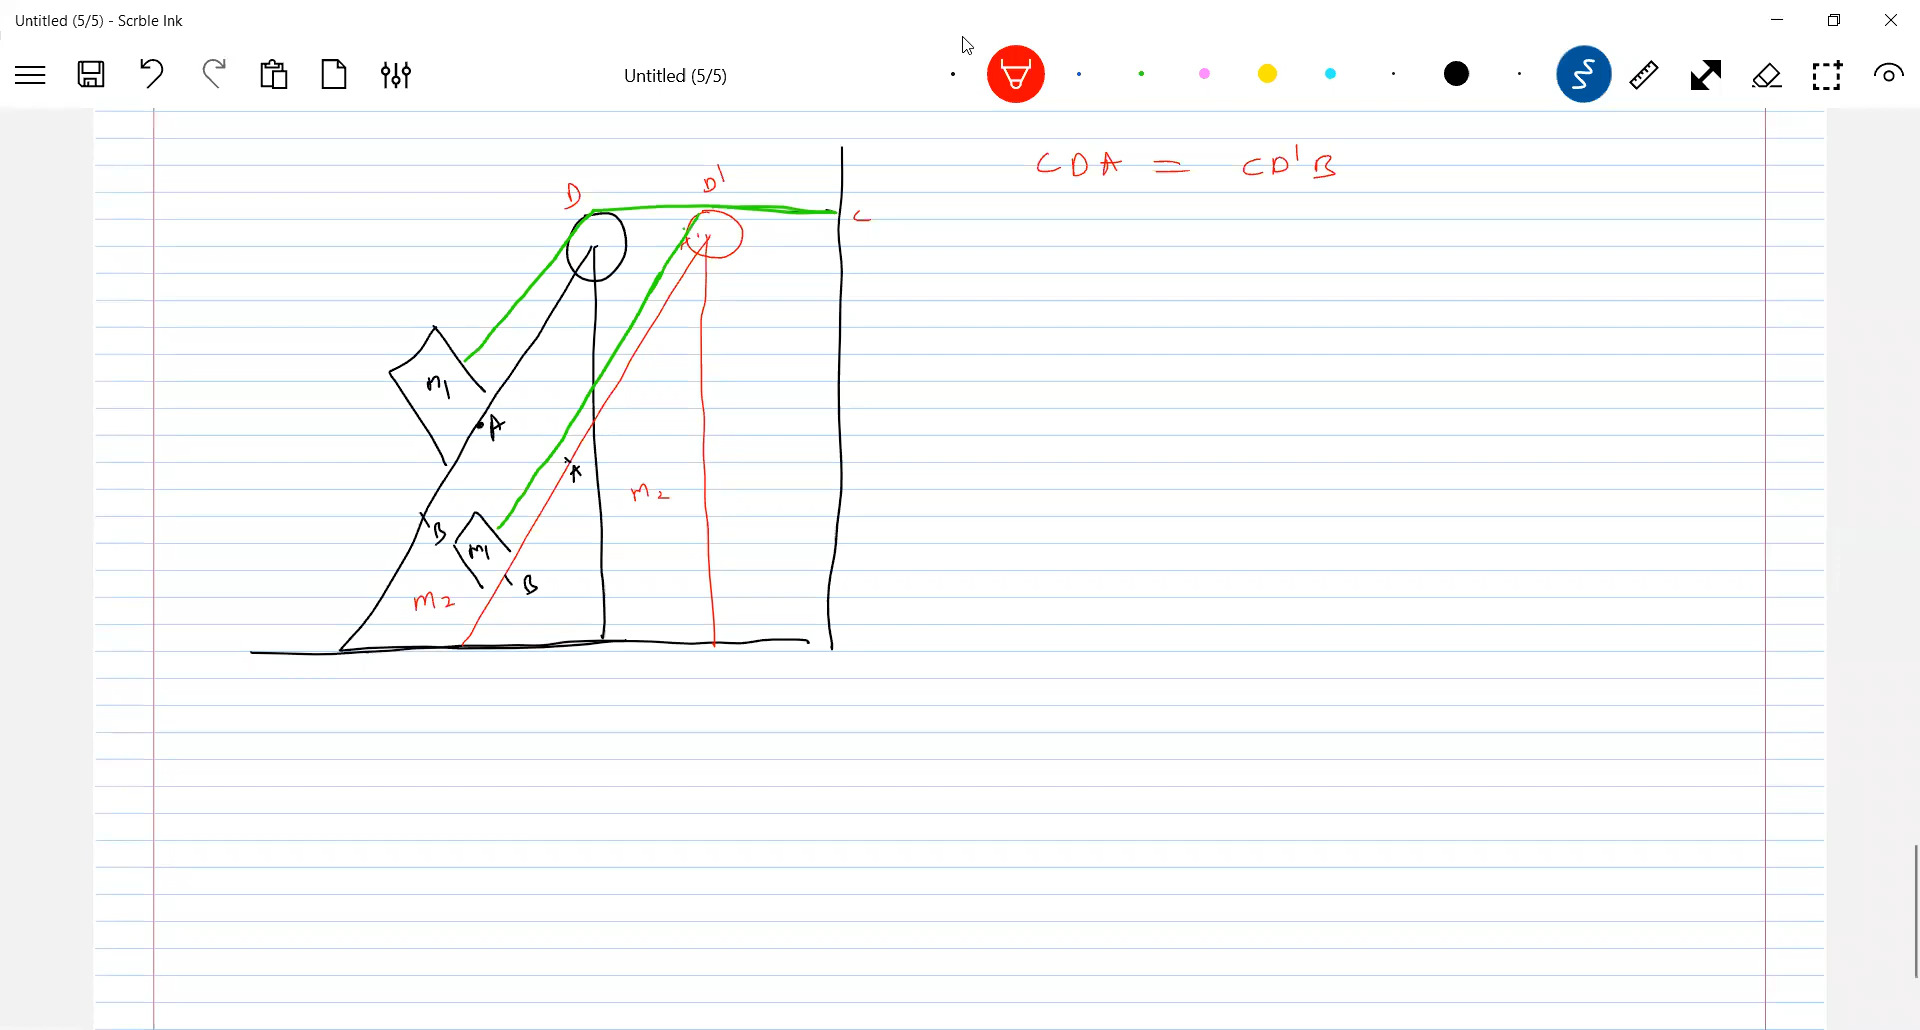 Untitled (5/5) - Scrble Ink
Untitled (5/5)
CDA = CD'B
D
D'
C
m1
A
A
m2
B
m1
B
m2